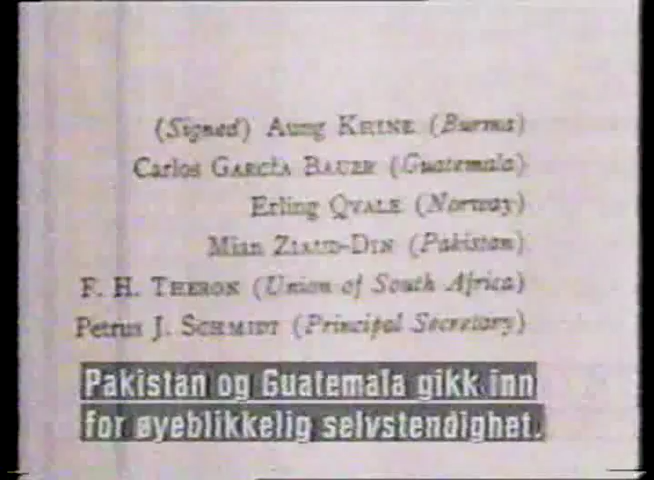 (Signed) Aung KHINE (Burma)
Carlos GARCÍA BAUER (Guatemala)
Erling QVALE (Norway)
Mian ZIAUD-DIN (Pakistan)
F. H. THERON (Union of South Africa)
Petrus J. SCHMIDT (Principal Secretary)
Pakistan og Guatemala gikk inn
for øyeblikkelig selvstendighet.